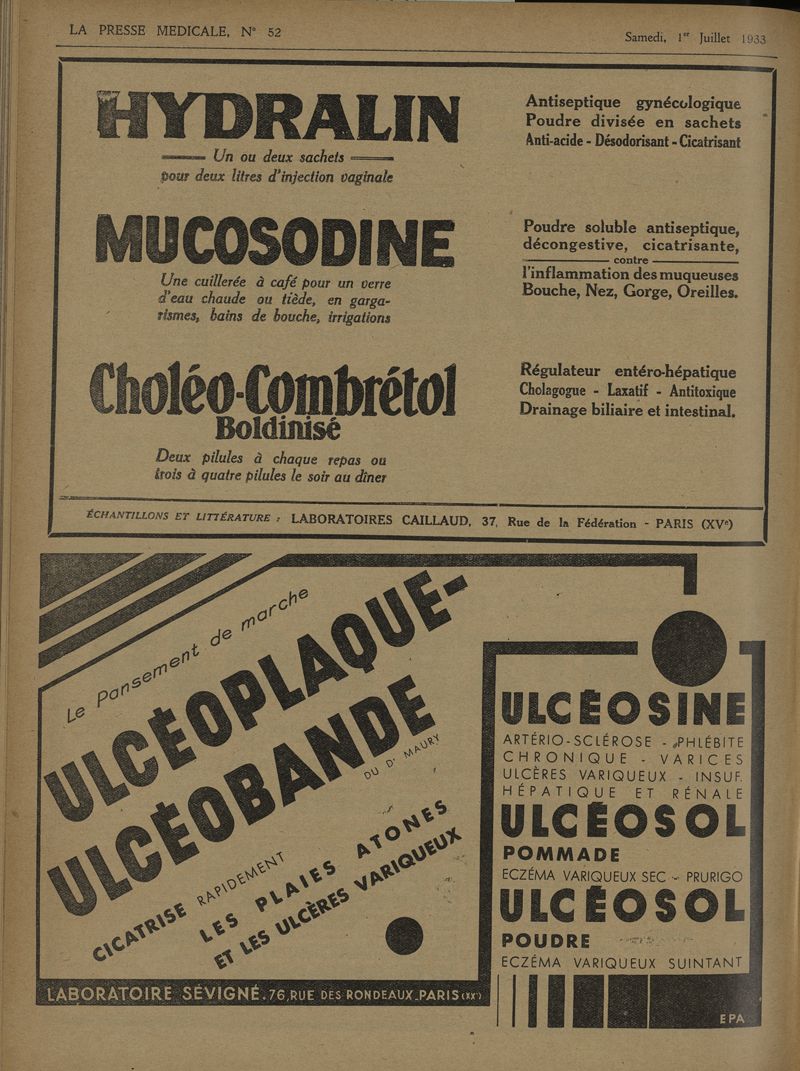 LA PRESSE MEDICALE, N° 52
Samedi, 1er Juillet 1933
HYDRALIN
Un ou deux sachets
pour deux litres d'injection vaginale
Antiseptique gynécologique
Poudre divisée en sachets
Anti-acide - Désodorisant - Cicatrisant
MUCOSODINE
Une cuillerée à café pour un verre
d'eau chaude ou tiède, en garga-
rismes, bains de bouche, irrigations
Poudre soluble antiseptique,
décongestive, cicatrisante,
contre
l'inflammation des muqueuses
Bouche, Nez, Gorge, Oreilles.
Choléo-Combrétol
Boldinisé
Deux pilules à chaque repas ou
trois à quatre pilules le soir au dîner
Régulateur entéro-hépatique
Cholagogue - Laxatif - Antitoxique
Drainage biliaire et intestinal.
ÉCHANTILLONS ET LITTÉRATURE : LABORATOIRES CAILLAUD, 37, Rue de la Fédération - PARIS (XVe)
Le Pansement de marche
ULCÉOPLAQUE-
ULCÉOBANDE
DU Dr MAURY
CICATRISE RAPIDEMENT
LES PLAIES ATONES
ET LES ULCÈRES VARIQUEUX
LABORATOIRE SÉVIGNÉ. 76, RUE DES RONDEAUX_PARIS (XX)
ULCÉOSINE
ARTÉRIO-SCLÉROSE - PHLÉBITE
CHRONIQUE - VARICES
ULCÈRES VARIQUEUX - INSUF.
HÉPATIQUE ET RÉNALE
ULCÉOSOL
POMMADE
ECZÉMA VARIQUEUX SEC - PRURIGO
ULCÉOSOL
POUDRE
ECZÉMA VARIQUEUX SUINTANT
EPA